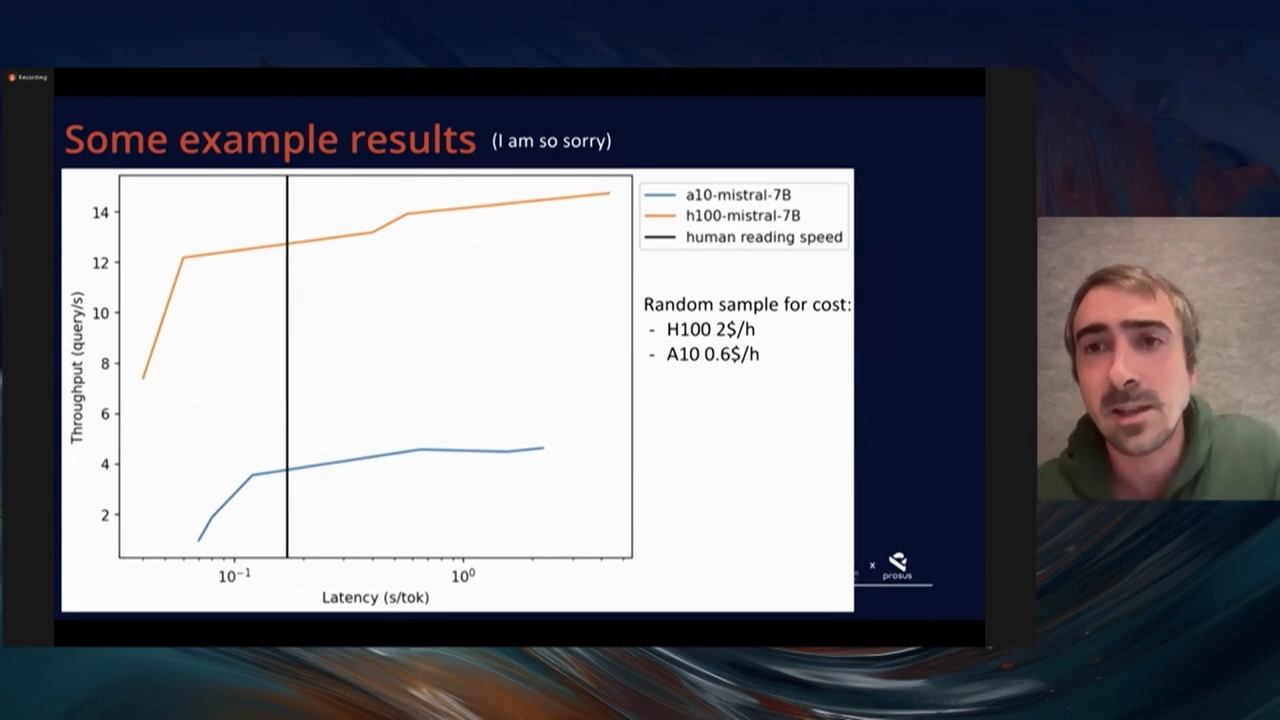 Recording
Some example results (I am so sorry)
14
12
10
8
6
4
2
Throughput (query/s)
10⁻¹
10⁰
Latency (s/tok)
a10-mistral-7B
h100-mistral-7B
human reading speed
Random sample for cost:
- H100 2$/h
- A10 0.6$/h
x prosus